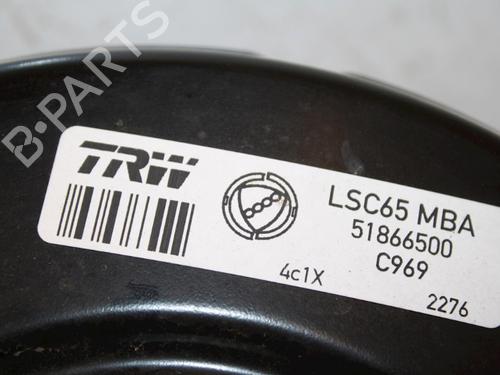 B-PARTS
TRW
LSC65 MBA
51866500
C969
4c1X
2276